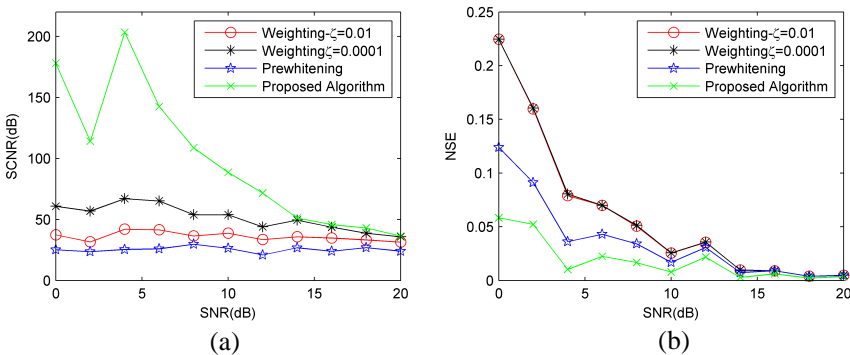 200
150
100
50
0
SCNR(dB)
0 5 10 15 20
SNR(dB)
Weighting-ζ=0.01
Weightingζ=0.0001
Prewhitening
Proposed Algorithm
(a)
0.25
0.2
0.15
0.1
0.05
0
NSE
0 5 10 15 20
SNR(dB)
Weighting-ζ=0.01
Weightingζ=0.0001
Prewhitening
Proposed Algorithm
(b)